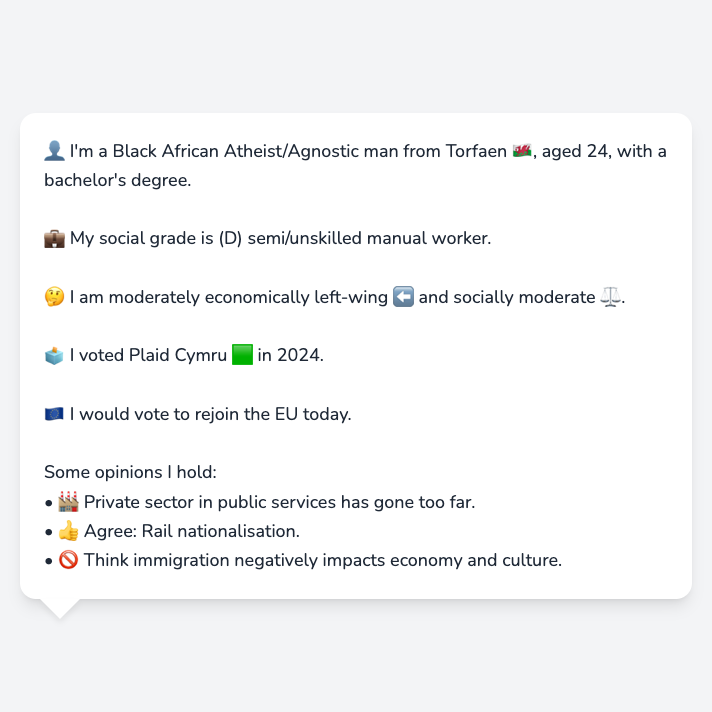 👤 I'm a Black African Atheist/Agnostic man from Torfaen 🏴󠁧󠁢󠁷󠁬󠁳󠁿, aged 24, with a
bachelor's degree.
💼 My social grade is (D) semi/unskilled manual worker.
🤔 I am moderately economically left-wing ⬅️ and socially moderate ⚖️.
🗳️ I voted Plaid Cymru 🟩 in 2024.
🇪🇺 I would vote to rejoin the EU today.
Some opinions I hold:
• 🏭 Private sector in public services has gone too far.
• 👍 Agree: Rail nationalisation.
• 🚫 Think immigration negatively impacts economy and culture.